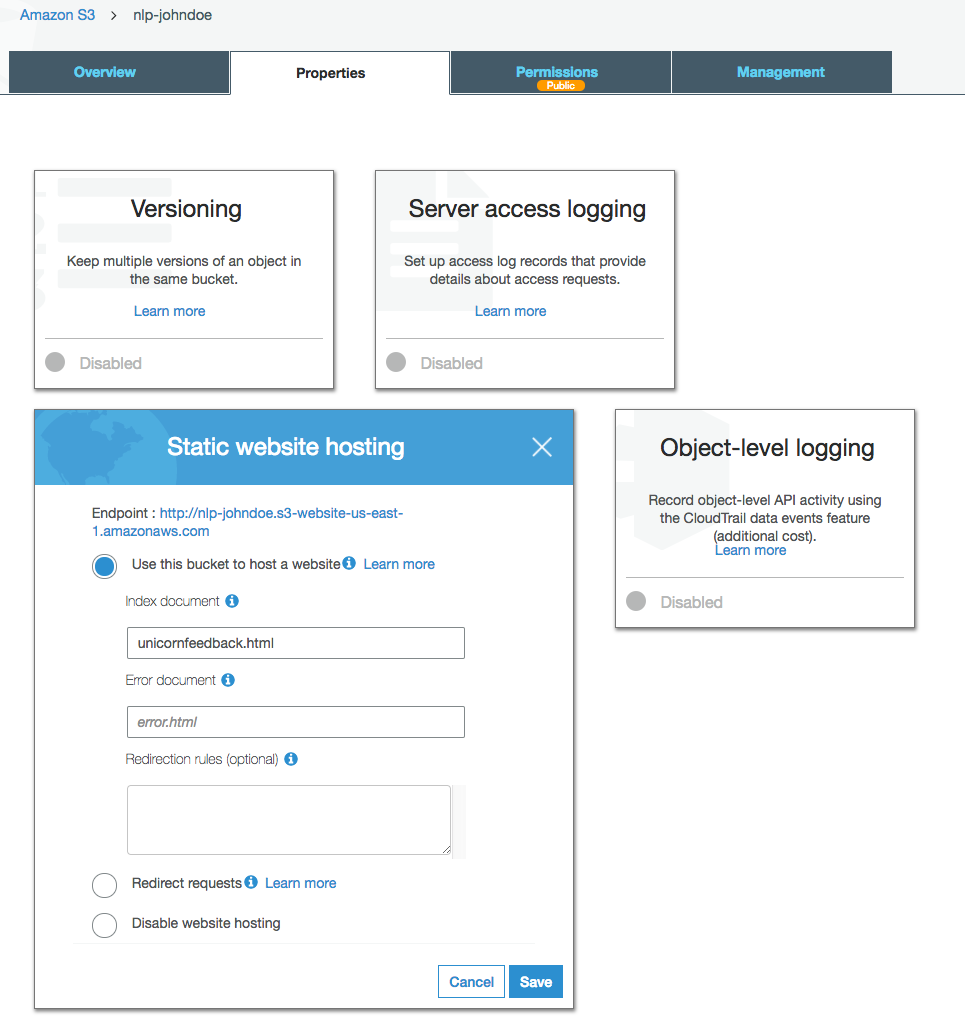 Amazon S3 > nlp-johndoe
Overview
Properties
Permissions
Public
Management
Versioning
Keep multiple versions of an object in
the same bucket.
Learn more
Disabled
Server access logging
Set up access log records that provide
details about access requests.
Learn more
Disabled
Static website hosting
Endpoint : http://nlp-johndoe.s3-website-us-east-
1.amazonaws.com
Use this bucket to host a website Learn more
Index document
unicornfeedback.html
Error document
error.html
Redirection rules (optional)
Redirect requests Learn more
Disable website hosting
Cancel
Save
Object-level logging
Record object-level API activity using
the CloudTrail data events feature
(additional cost).
Learn more
Disabled